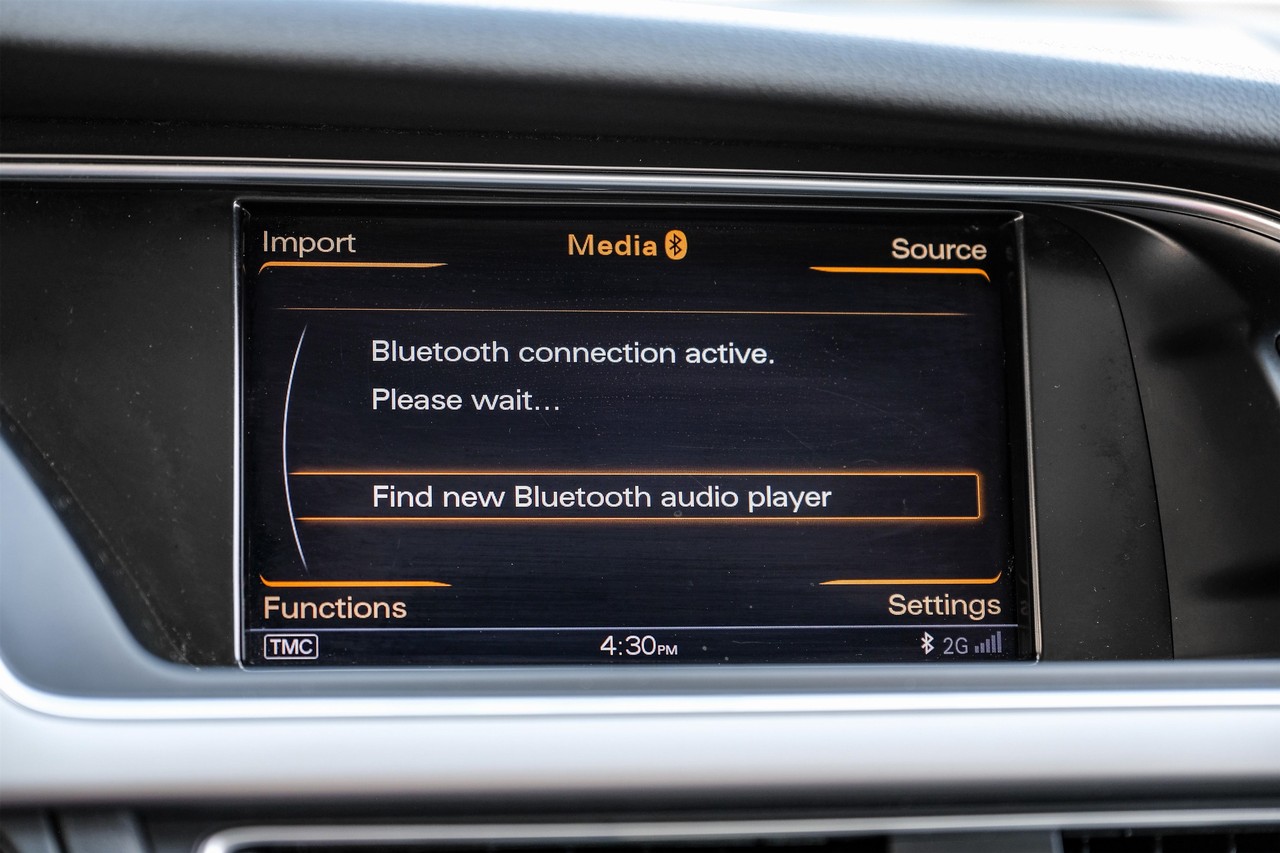 Import
Media
Source
Bluetooth connection active.
Please wait...
Find new Bluetooth audio player
Functions
Settings
TMC
4:30PM
2G